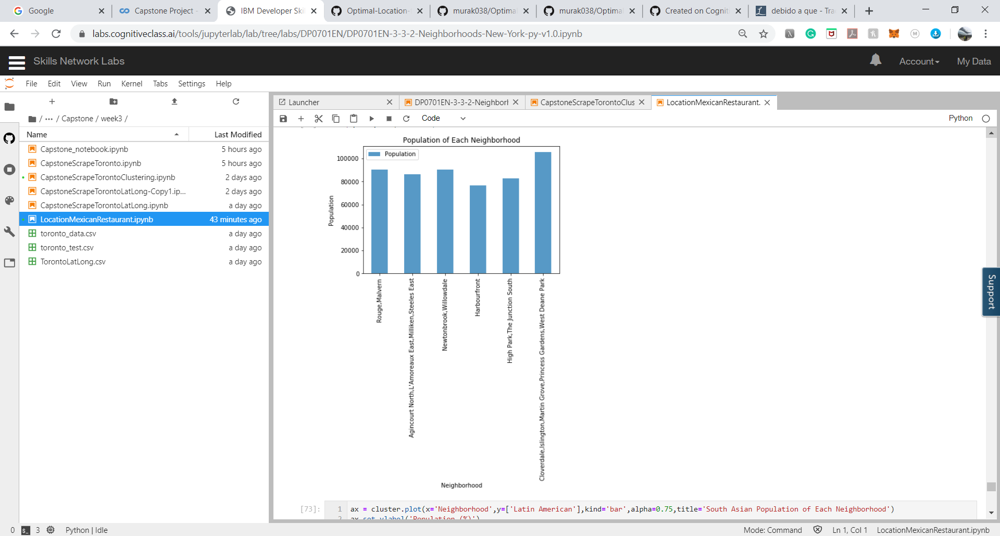 Google
Capstone Project -
IBM Developer Ski
Optimal-Location-
murak038/Optima
murak038/Optima
Created on Cogniti
debido a que - Tra
labs.cognitiveclass.ai/tools/jupyterlab/lab/tree/labs/DP0701EN/DP0701EN-3-3-2-Neighborhoods-New-York-py-v1.0.ipynb
Skills Network Labs
Account
My Data
File Edit View Run Kernel Tabs Settings Help
/ ··· / Capstone / week3 /
Name Last Modified
Capstone_notebook.ipynb 5 hours ago
CapstoneScrapeToronto.ipynb 5 hours ago
CapstoneScrapeTorontoClustering.ipynb 2 days ago
CapstoneScrapeTorontoLatLong-Copy1.ip... 2 days ago
CapstoneScrapeTorontoLatLong.ipynb a day ago
LocationMexicanRestaurant.ipynb 43 minutes ago
toronto_data.csv a day ago
toronto_test.csv a day ago
TorontoLatLong.csv a day ago
Launcher
DP0701EN-3-3-2-Neighborl
CapstoneScrapeTorontoClus
LocationMexicanRestaurant.
Code
Python
Population of Each Neighborhood
Population
100000
80000
60000
40000
20000
0
Population
Rouge,Malvern
Agincourt North,L'Amoreaux East,Milliken,Steeles East
Newtonbrook,Willowdale
Harbourfront
High Park,The Junction South
Cloverdale,Islington,Martin Grove,Princess Gardens,West Deane Park
Neighborhood
[73]:
1 ax = cluster.plot(x='Neighborhood',y=['Latin American'],kind='bar',alpha=0.75,title='South Asian Population of Each Neighborhood')
2 ax.set_ylabel('Population (%)')
Support
0 $_ 3 Python | Idle
Mode: Command Ln 1, Col 1 LocationMexicanRestaurant.ipynb